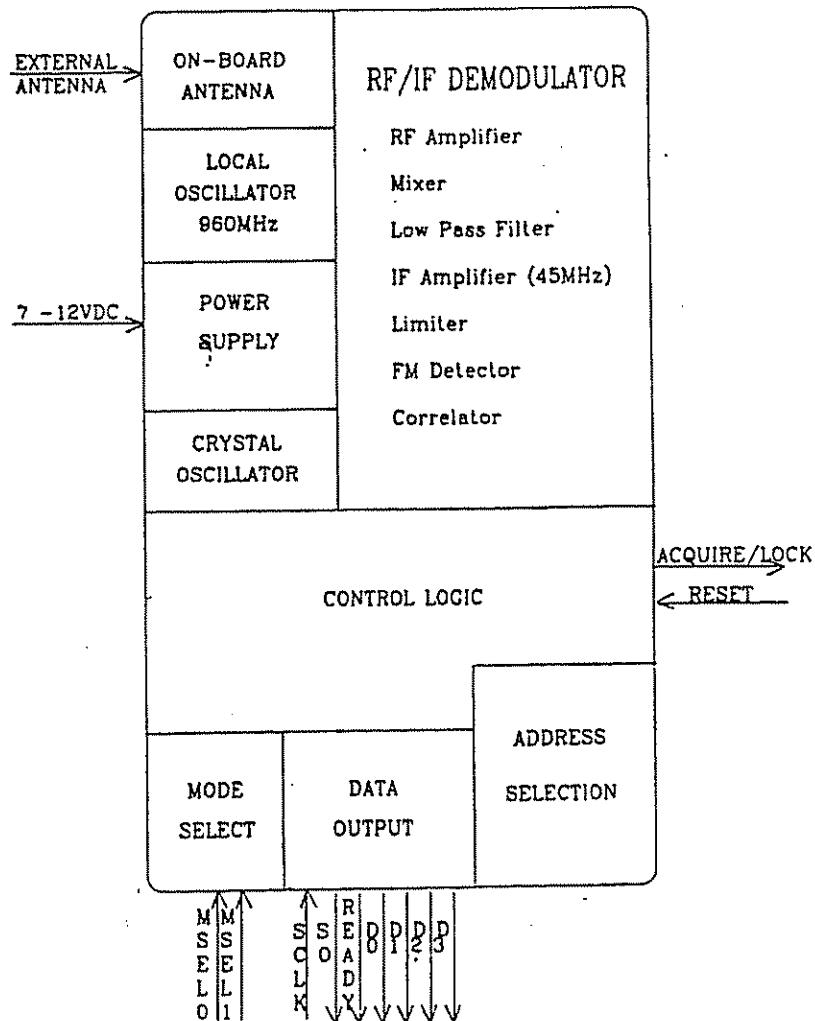 EXTERNAL
ANTENNA
ON-BOARD
ANTENNA
LOCAL
OSCILLATOR
960MHz
7 -12VDC
POWER
SUPPLY
CRYSTAL
OSCILLATOR
RF/IF DEMODULATOR
RF Amplifier
Mixer
Low Pass Filter
IF Amplifier (45MHz)
Limiter
FM Detector
Correlator
CONTROL LOGIC
ACQUIRE/LOCK
RESET
MODE
SELECT
DATA
OUTPUT
ADDRESS
SELECTION
MSEL0
MSEL1
SCLK
SO
READY
D0
D1
D2
D3